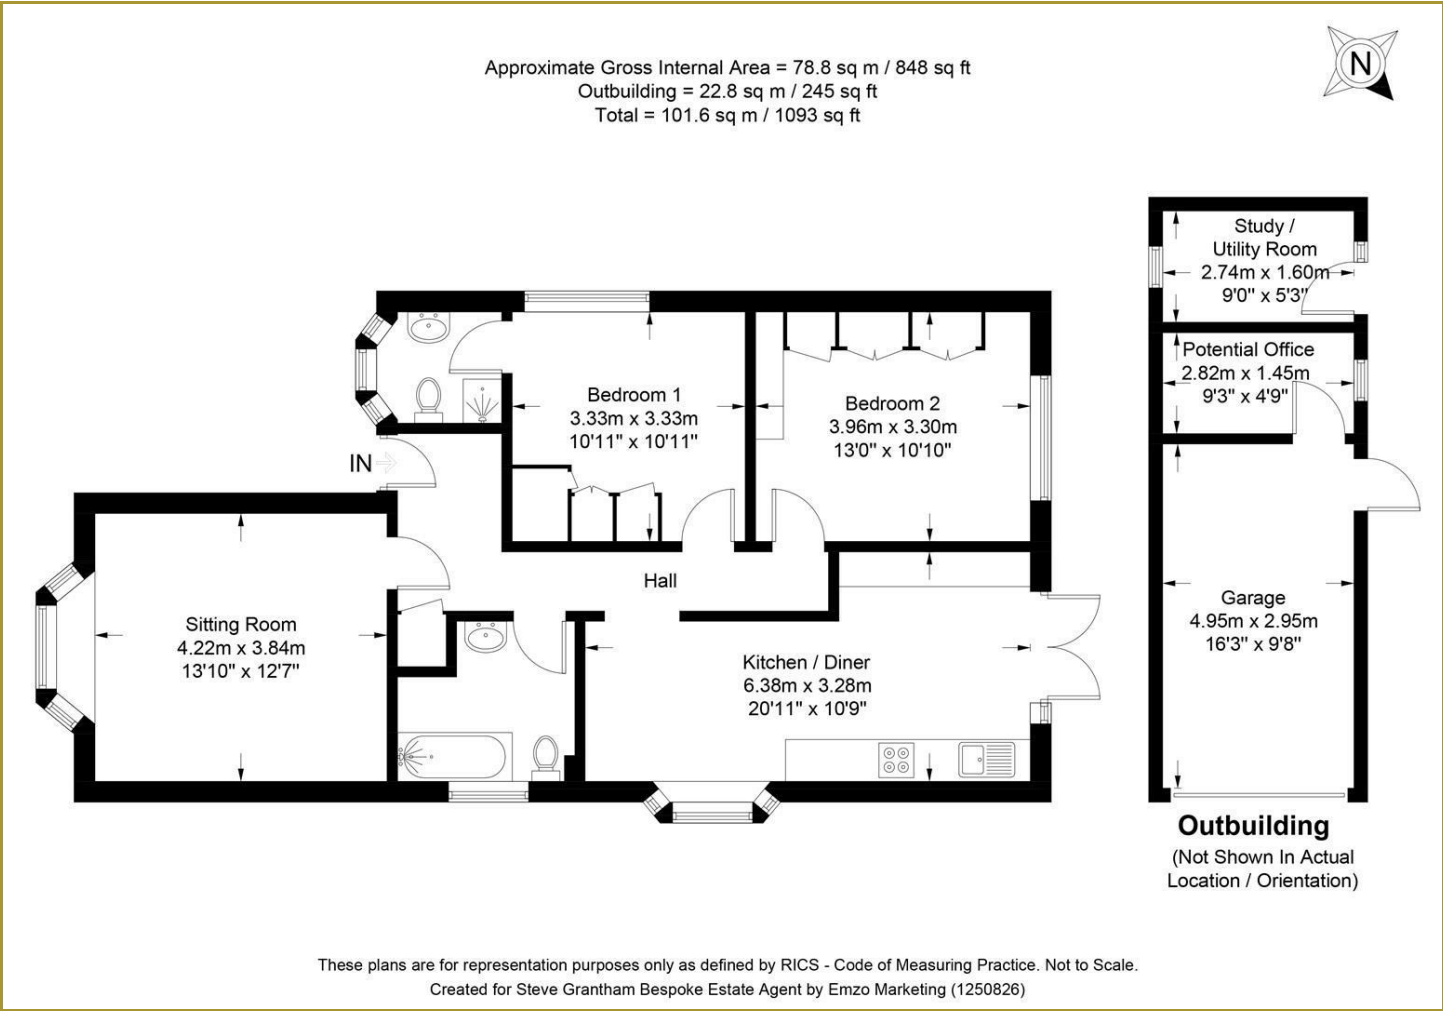 Approximate Gross Internal Area = 78.8 sq m / 848 sq ft
Outbuilding = 22.8 sq m / 245 sq ft
Total = 101.6 sq m / 1093 sq ft
N
Study /
Utility Room
2.74m x 1.60m
9'0" x 5'3"
Potential Office
2.82m x 1.45m
9'3" x 4'9"
Bedroom 1
3.33m x 3.33m
10'11" x 10'11"
Bedroom 2
3.96m x 3.30m
13'0" x 10'10"
IN
Hall
Sitting Room
4.22m x 3.84m
13'10" x 12'7"
Kitchen / Diner
6.38m x 3.28m
20'11" x 10'9"
Garage
4.95m x 2.95m
16'3" x 9'8"
Outbuilding
(Not Shown In Actual
Location / Orientation)
These plans are for representation purposes only as defined by RICS - Code of Measuring Practice. Not to Scale.
Created for Steve Grantham Bespoke Estate Agent by Emzo Marketing (1250826)